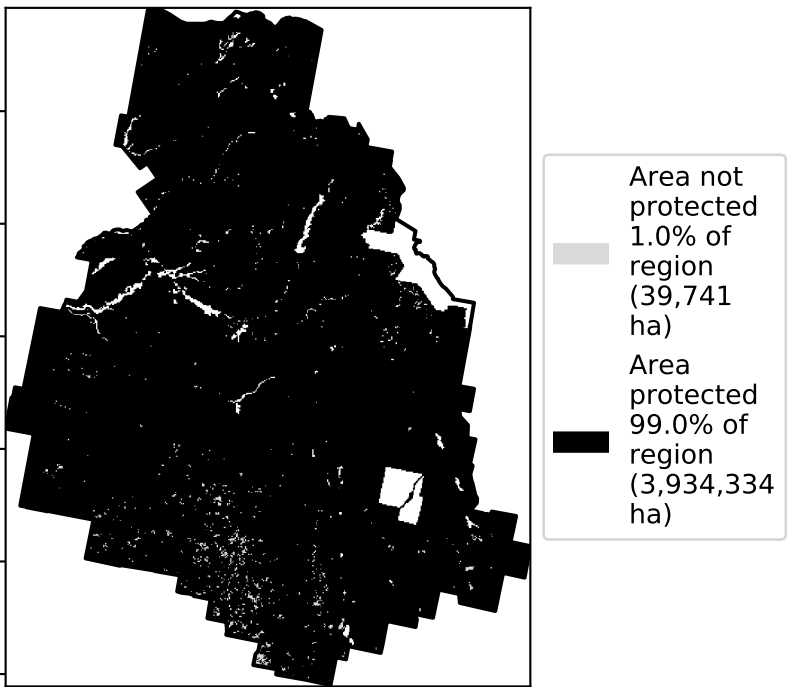 Area not
protected
1.0% of
region
(39,741
ha)
Area
protected
99.0% of
region
(3,934,334
ha)